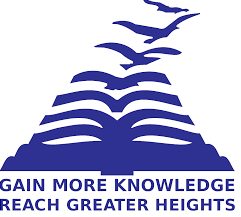 GAIN MORE KNOWLEDGE
REACH GREATER HEIGHTS